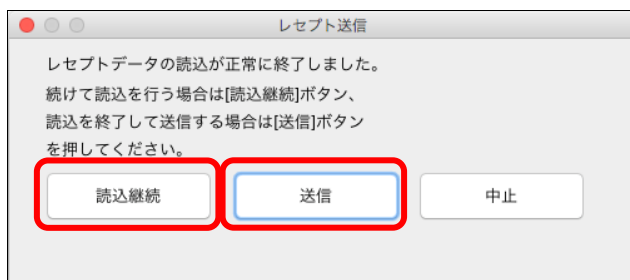 レセプト送信
レセプトデータの読込が正常に終了しました。
続けて読込を行う場合は[読込継続]ボタン、
読込を終了して送信する場合は[送信]ボタン
を押してください。
読込継続 送信 中止